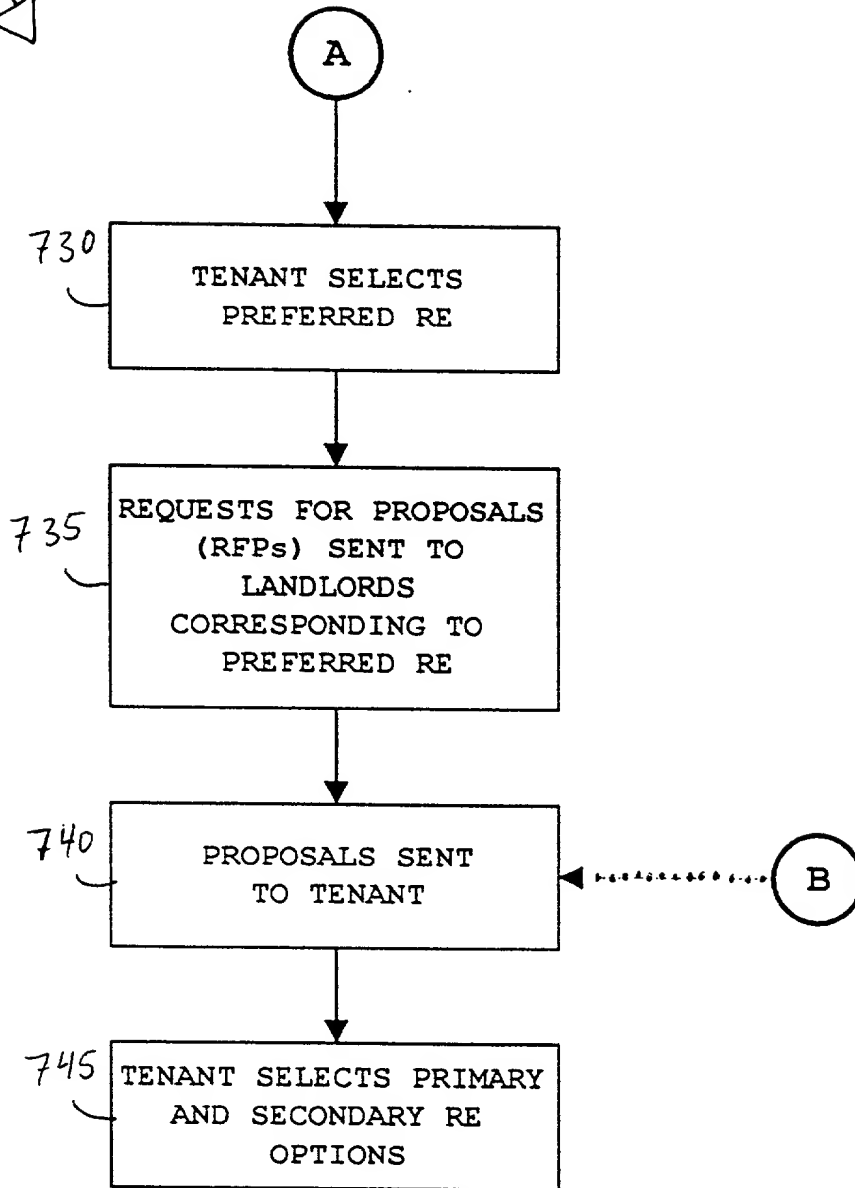 A
730
TENANT SELECTS
PREFERRED RE
735
REQUESTS FOR PROPOSALS
(RFPs) SENT TO
LANDLORDS
CORRESPONDING TO
PREFERRED RE
740
PROPOSALS SENT
TO TENANT
B
745
TENANT SELECTS PRIMARY
AND SECONDARY RE
OPTIONS